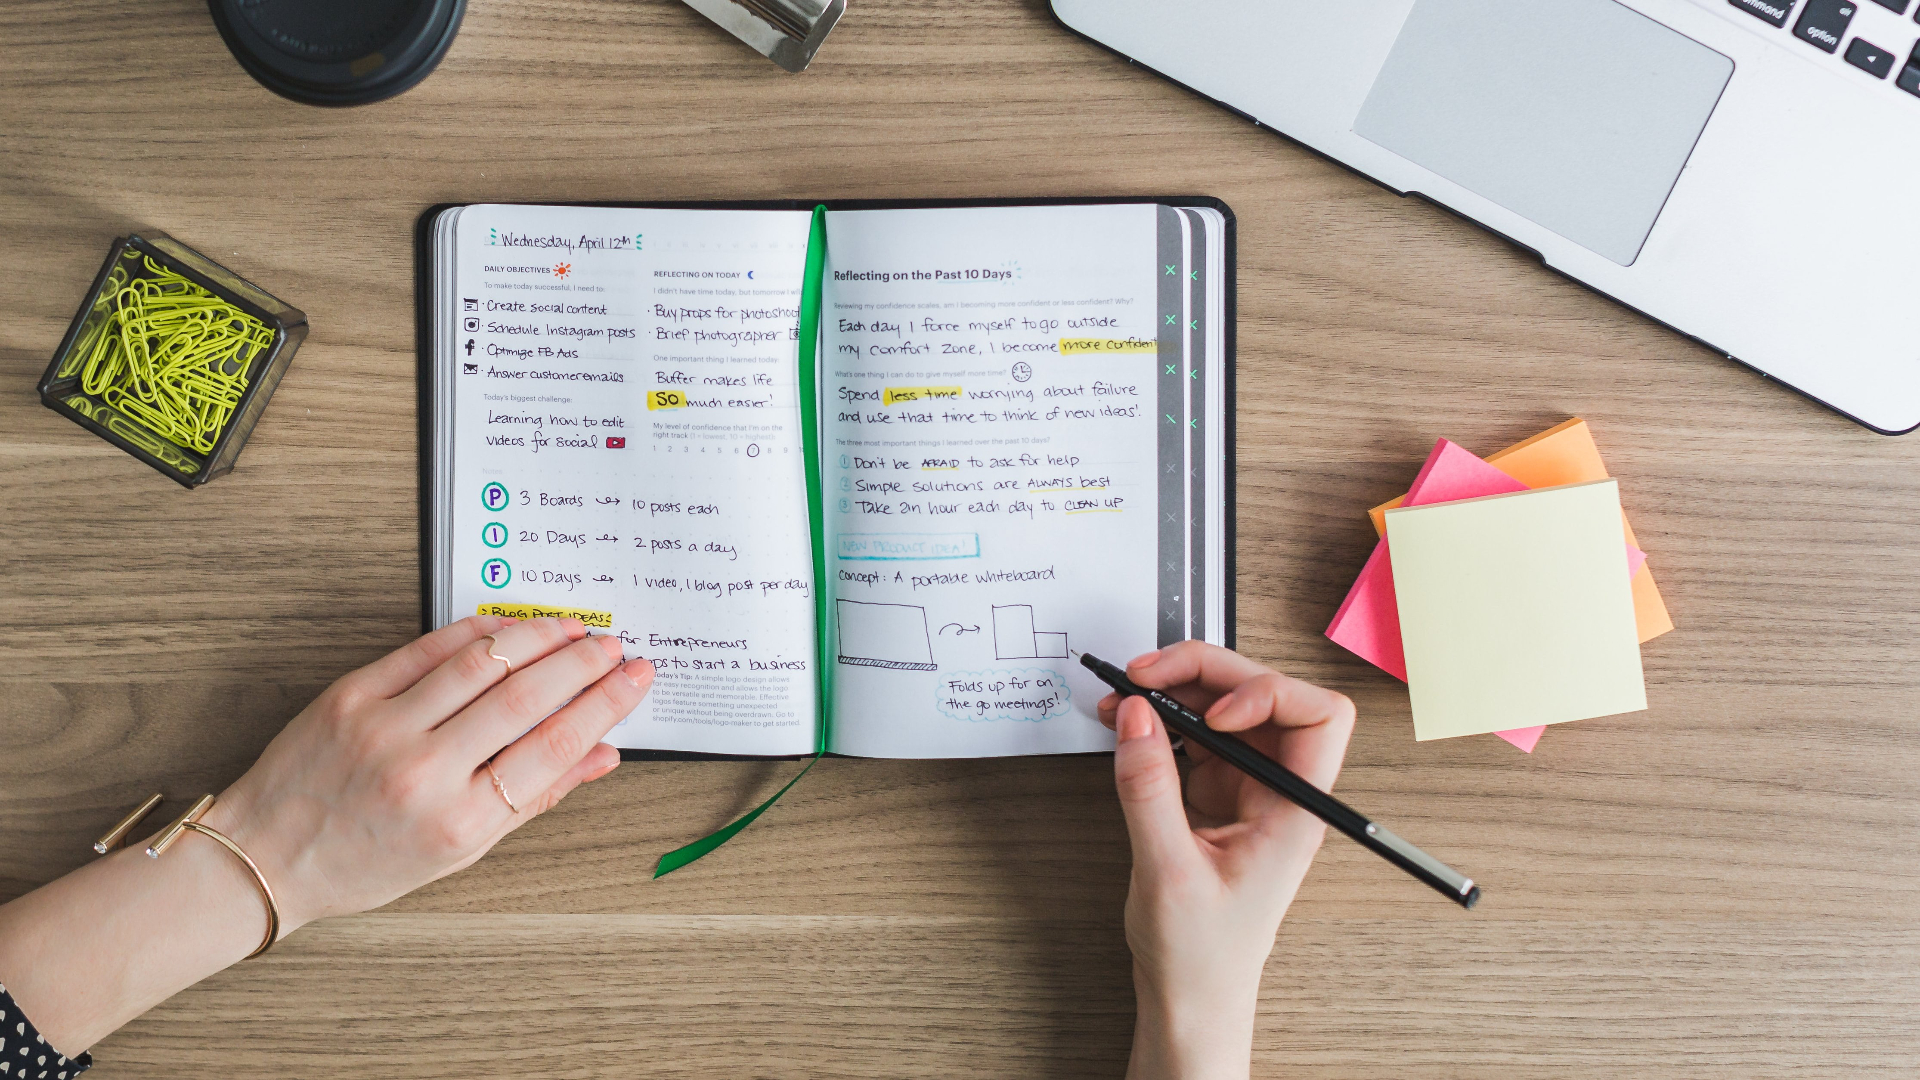 Wednesday, April 12th
DAILY OBJECTIVES
To make today successful, I need to:
· Create social content
· Schedule Instagram posts
· Optimize FB Ads
· Answer customer emails
Today's biggest challenge:
Learning how to edit
videos for social
REFLECTING ON TODAY
I didn't have time today, but tomorrow I will
· Buy props for photoshoot
· Brief photographer
One important thing I learned today:
Buffer makes life
SO much easier!
My level of confidence that I'm on the
right track (1 = lowest, 10 = highest):
1 2 3 4 5 6 7 8 9
Notes
P 3 Boards 10 posts each
I 20 Days 2 posts a day
F 10 Days 1 video, 1 blog post per day
BLOG POST IDEAS:
for Entrepreneurs
to start a business
Today's Tip: A simple logo design allows
for easy recognition and allows the logo
to be versatile and memorable. Effective
logos feature something unexpected
or unique without being overdrawn. Go to
shopify.com/tools/logo-maker to get started
Reflecting on the Past 10 Days
Reviewing my confidence scales, am I becoming more confident or less confident? Why?
Each day I force myself to go outside
my comfort zone, I become more confident
What's one thing I can do to give myself more time?
Spend less time worrying about failure
and use that time to think of new ideas!
The three most important things I learned over the past 10 days?
1 Don't be AFRAID to ask for help
2 Simple solutions are ALWAYS best
3 Take an hour each day to CLEAN UP
NEW PRODUCT IDEA!
Concept: A portable whiteboard
Folds up for on
the go meetings!
command
alt
option